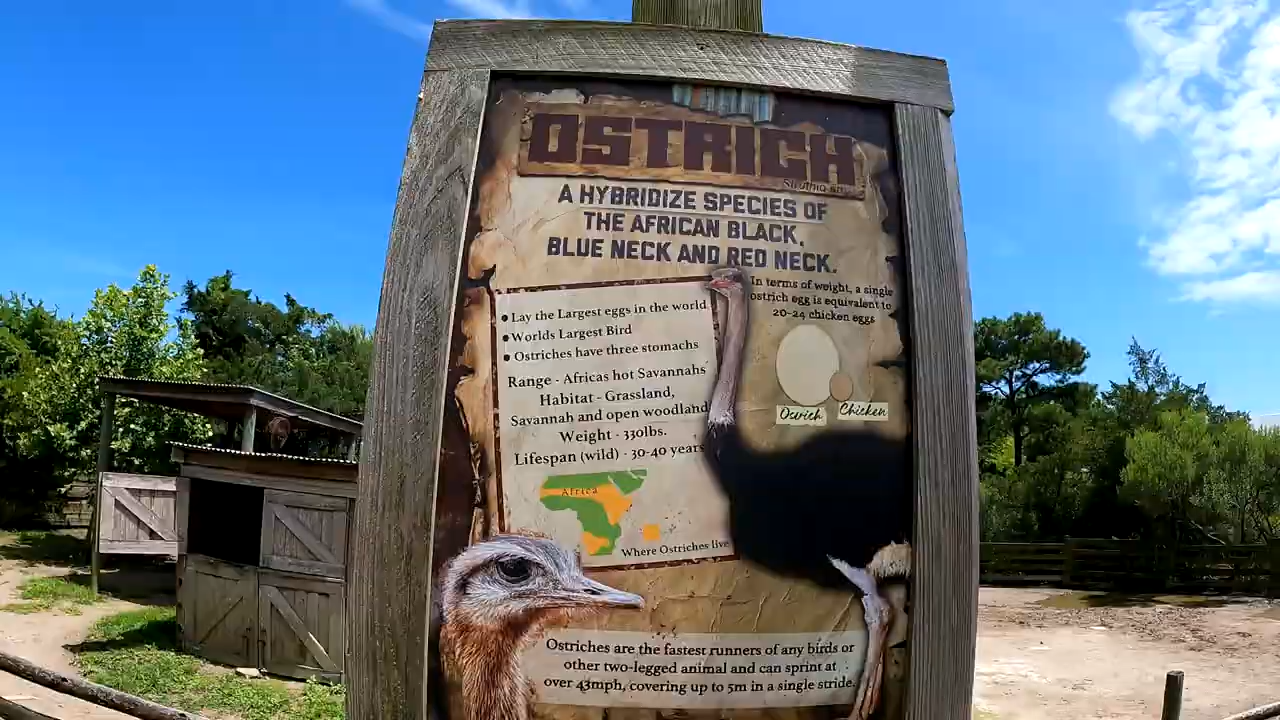 OSTRICH
A HYBRIDIZE SPECIES OF
THE AFRICAN BLACK,
BLUE NECK AND RED NECK.
• Lay the Largest eggs in the world
• Worlds Largest Bird
• Ostriches have three stomachs
Range - Africas hot Savannahs
Habitat - Grassland,
Savannah and open woodland
Weight - 330lbs.
Lifespan (wild) - 30-40 years
Africa
Where Ostriches live
In terms of weight, a single
ostrich egg is equivalent to
20-24 chicken eggs
Chicken
Ostriches are the fastest runners of any birds or
other two-legged animal and can sprint at
over 43mph, covering up to 5m in a single stride.